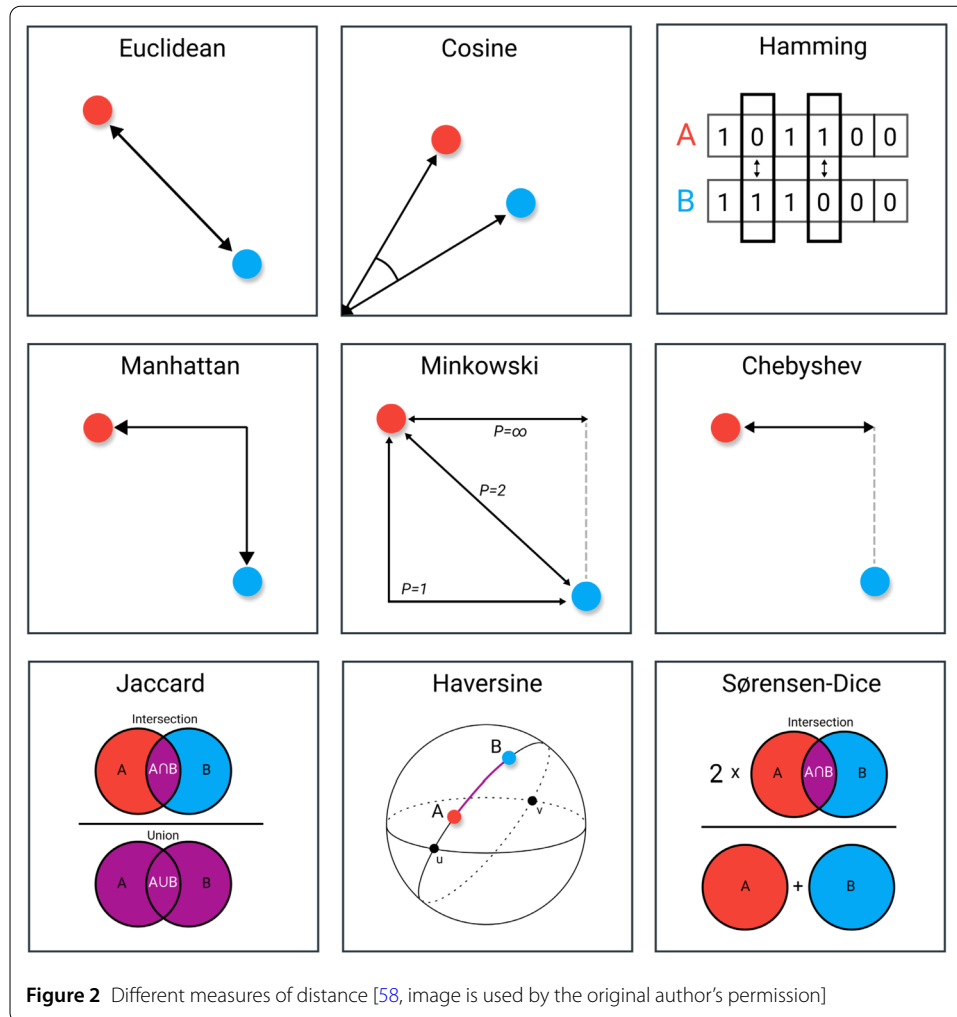 Euclidean
Cosine
Hamming
A 1 0 1 1 0 0
B 1 1 1 0 0 0
Manhattan
Minkowski
P=∞
P=2
P=1
Chebyshev
Jaccard
Intersection
A A∩B B
Union
A A∪B B
Haversine
B
A
v
u
Sørensen-Dice
Intersection
2 x A A∩B B
A + B
Figure 2 Different measures of distance [58, image is used by the original author's permission]